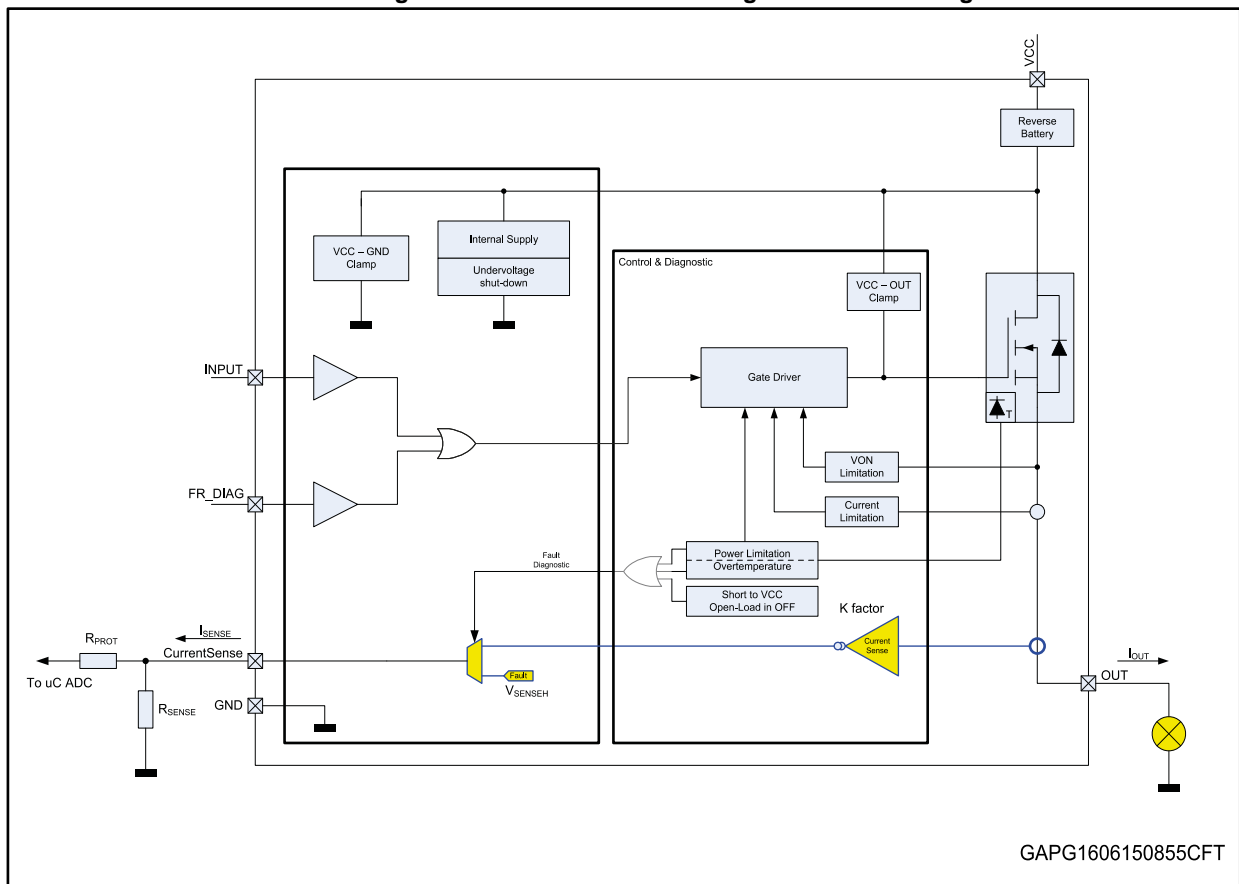 VCC
Reverse
Battery
VCC – GND
Clamp
Internal Supply
Undervoltage
shut-down
Control & Diagnostic
VCC – OUT
Clamp
INPUT
Gate Driver
T
FR_DIAG
VON
Limitation
Current
Limitation
Fault
Diagnostic
Power Limitation
Overtemperature
Short to VCC
Open-Load in OFF
K factor
Current
Sense
ISENSE
RPROT
CurrentSense
To uC ADC
Fault
VSENSEH
RSENSE
GND
IOUT
OUT
GAPG1606150855CFT